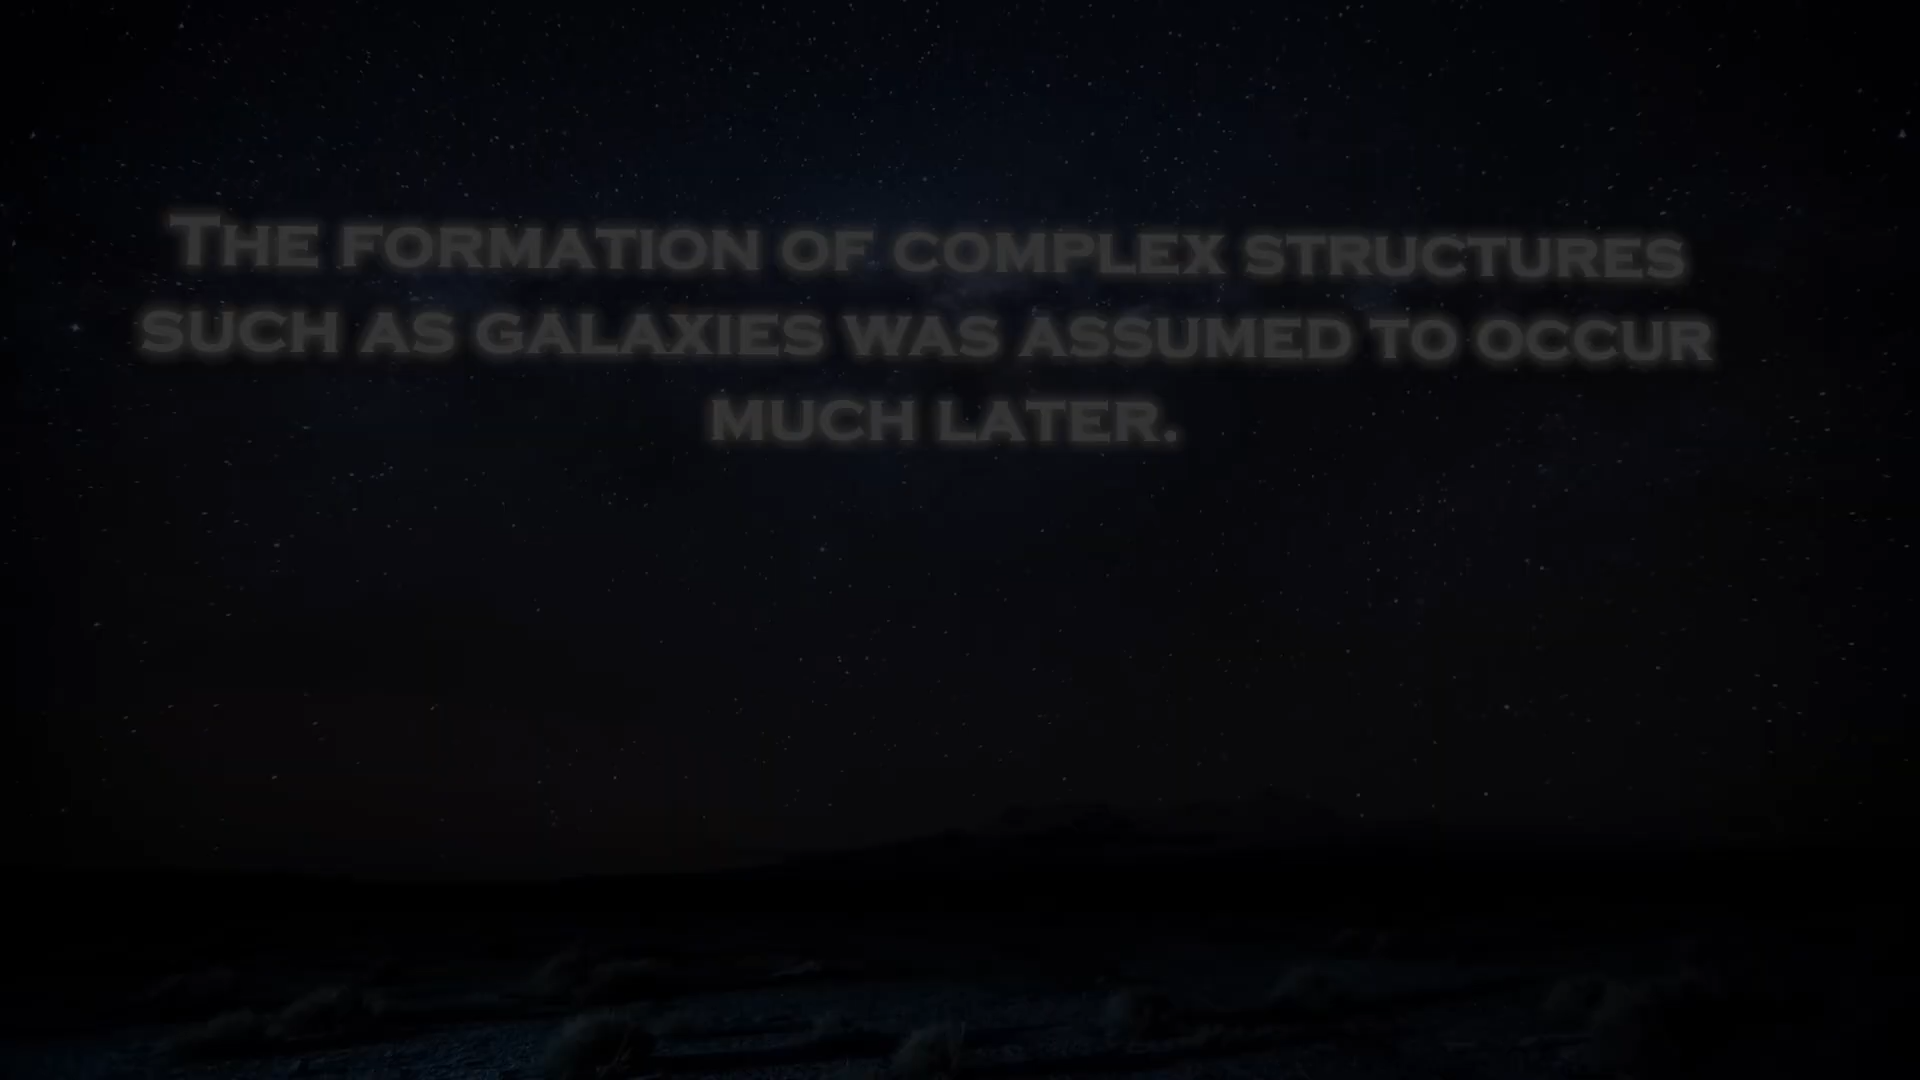 The formation of complex structures
such as galaxies was assumed to occur
much later.